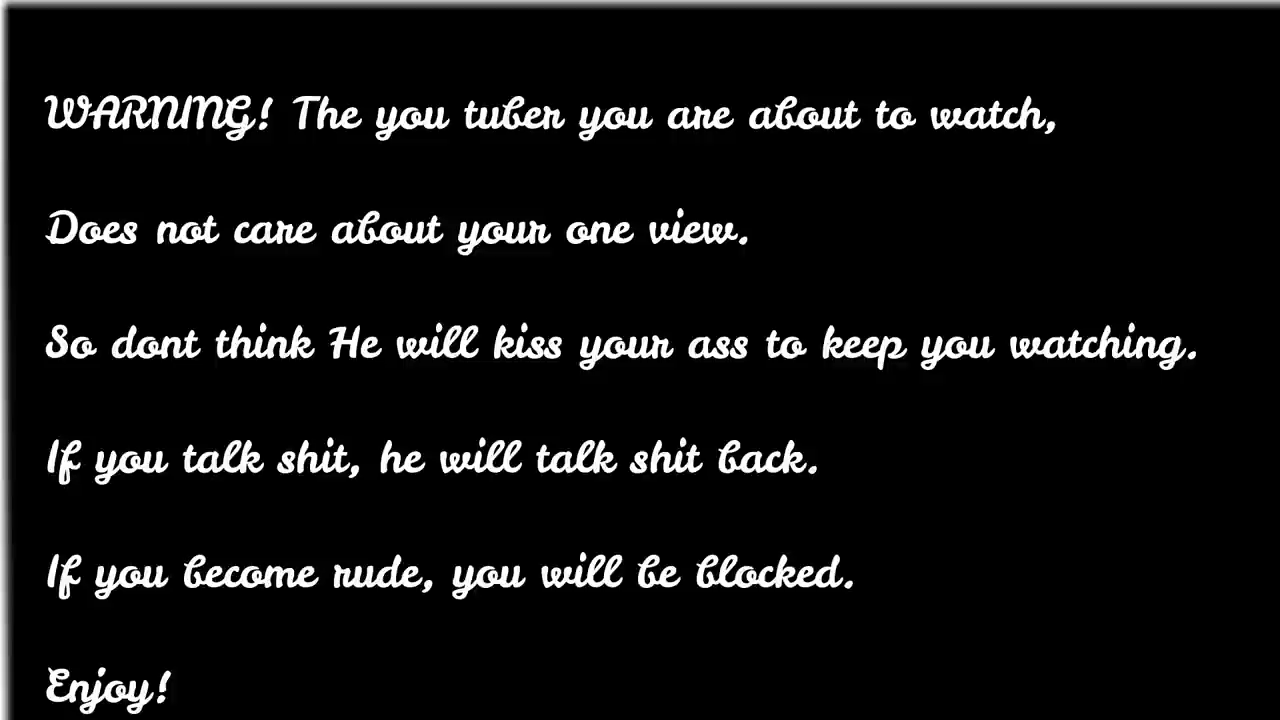 WARNING! The you tuber you are about to watch,
Does not care about your one view.
So dont think He will kiss your ass to keep you watching.
If you talk shit, he will talk shit back.
If you become rude, you will be blocked.
Enjoy!